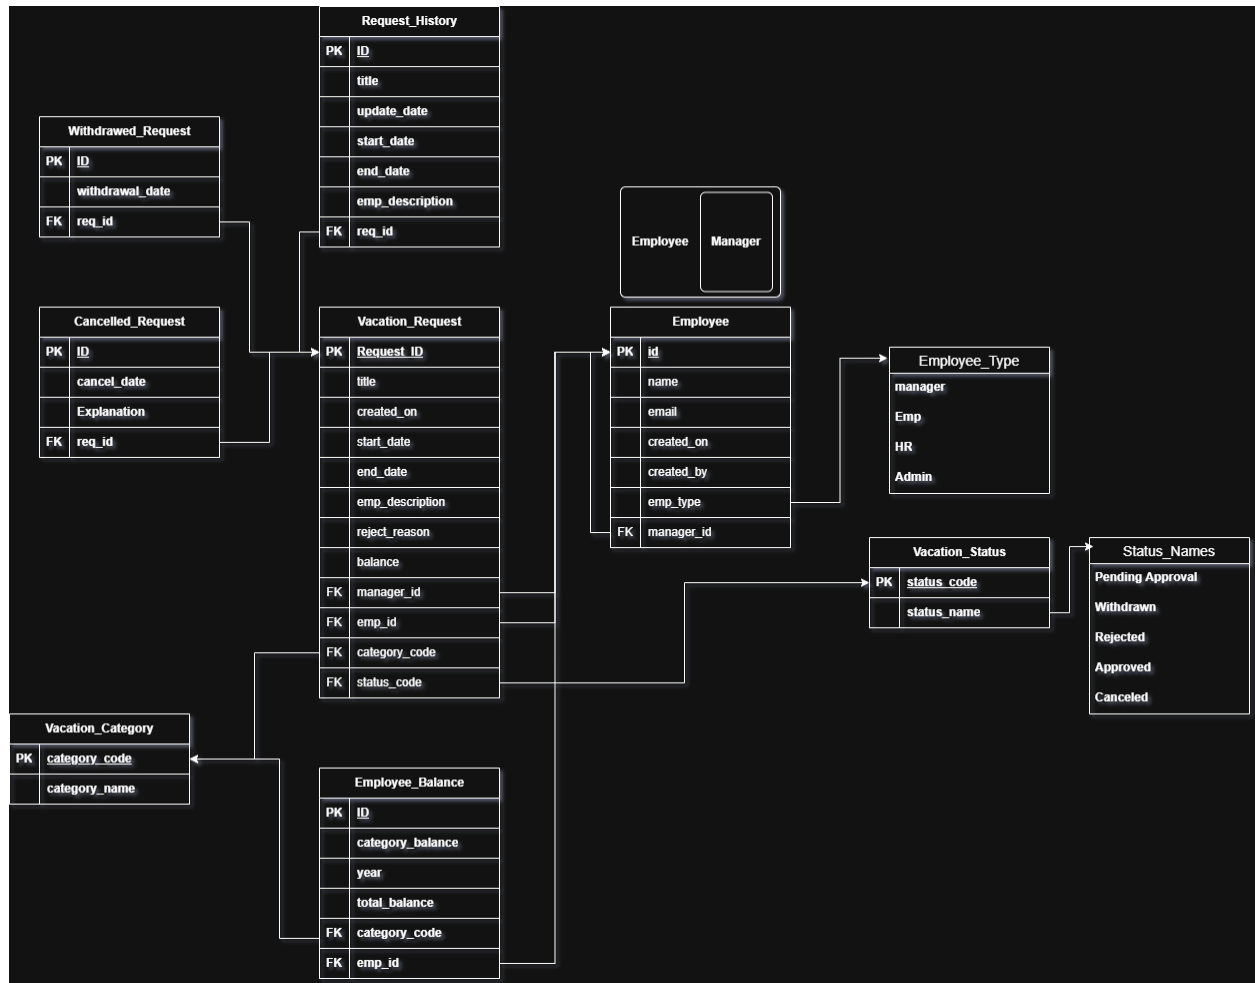 Request_History
PK ID
title
update_date
start_date
end_date
emp_description
FK req_id
Withdrawed_Request
PK ID
withdrawal_date
FK req_id
Cancelled_Request
PK ID
cancel_date
Explanation
FK req_id
Vacation_Request
PK Request_ID
title
created_on
start_date
end_date
emp_description
reject_reason
balance
FK manager_id
FK emp_id
FK category_code
FK status_code
Employee Manager
Employee
PK id
name
email
created_on
created_by
emp_type
FK manager_id
Employee_Type
manager
Emp
HR
Admin
Vacation_Status
PK status_code
status_name
Status_Names
Pending Approval
Withdrawn
Rejected
Approved
Canceled
Vacation_Category
PK category_code
category_name
Employee_Balance
PK ID
category_balance
year
total_balance
FK category_code
FK emp_id